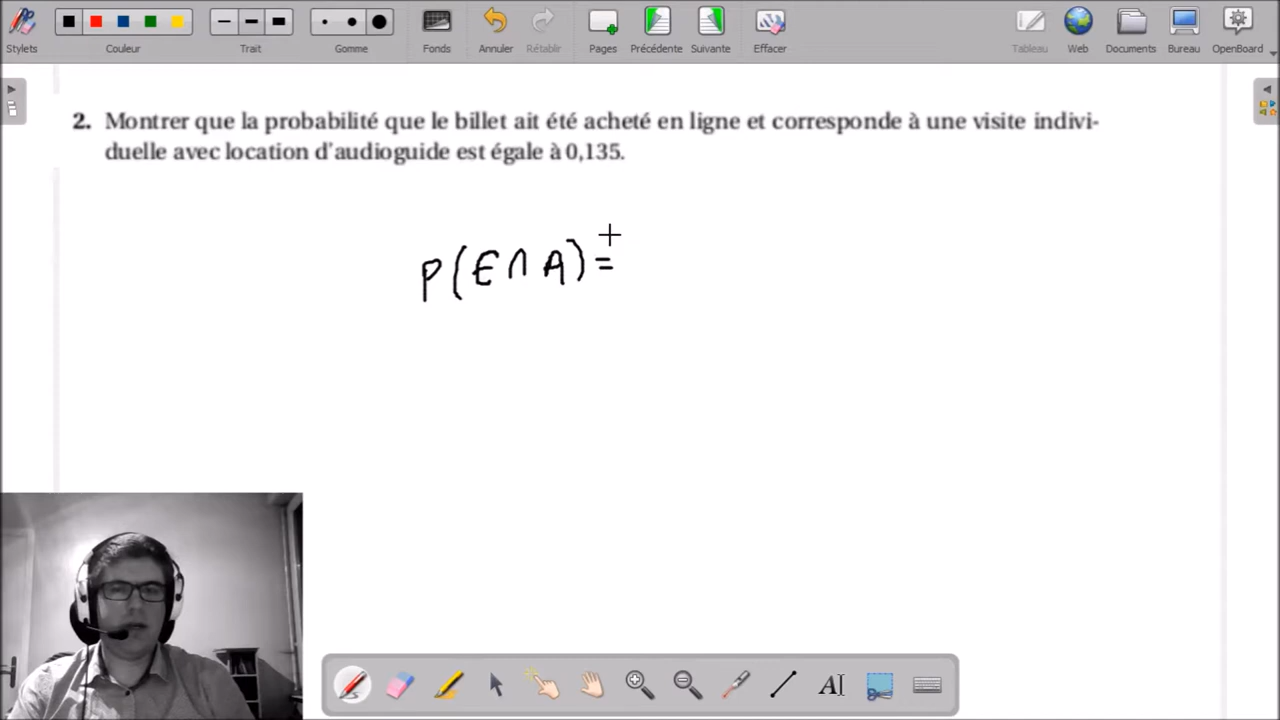 Stylets
Couleur
Trait
Gomme
Fonds
Annuler
Rétablir
Pages
Précédente
Suivante
Effacer
Tableau
Web
Documents
Bureau
OpenBoard
2. Montrer que la probabilité que le billet ait été acheté en ligne et corresponde à une visite indivi-
duelle avec location d'audioguide est égale à 0,135.
P(E∩A)=
AI